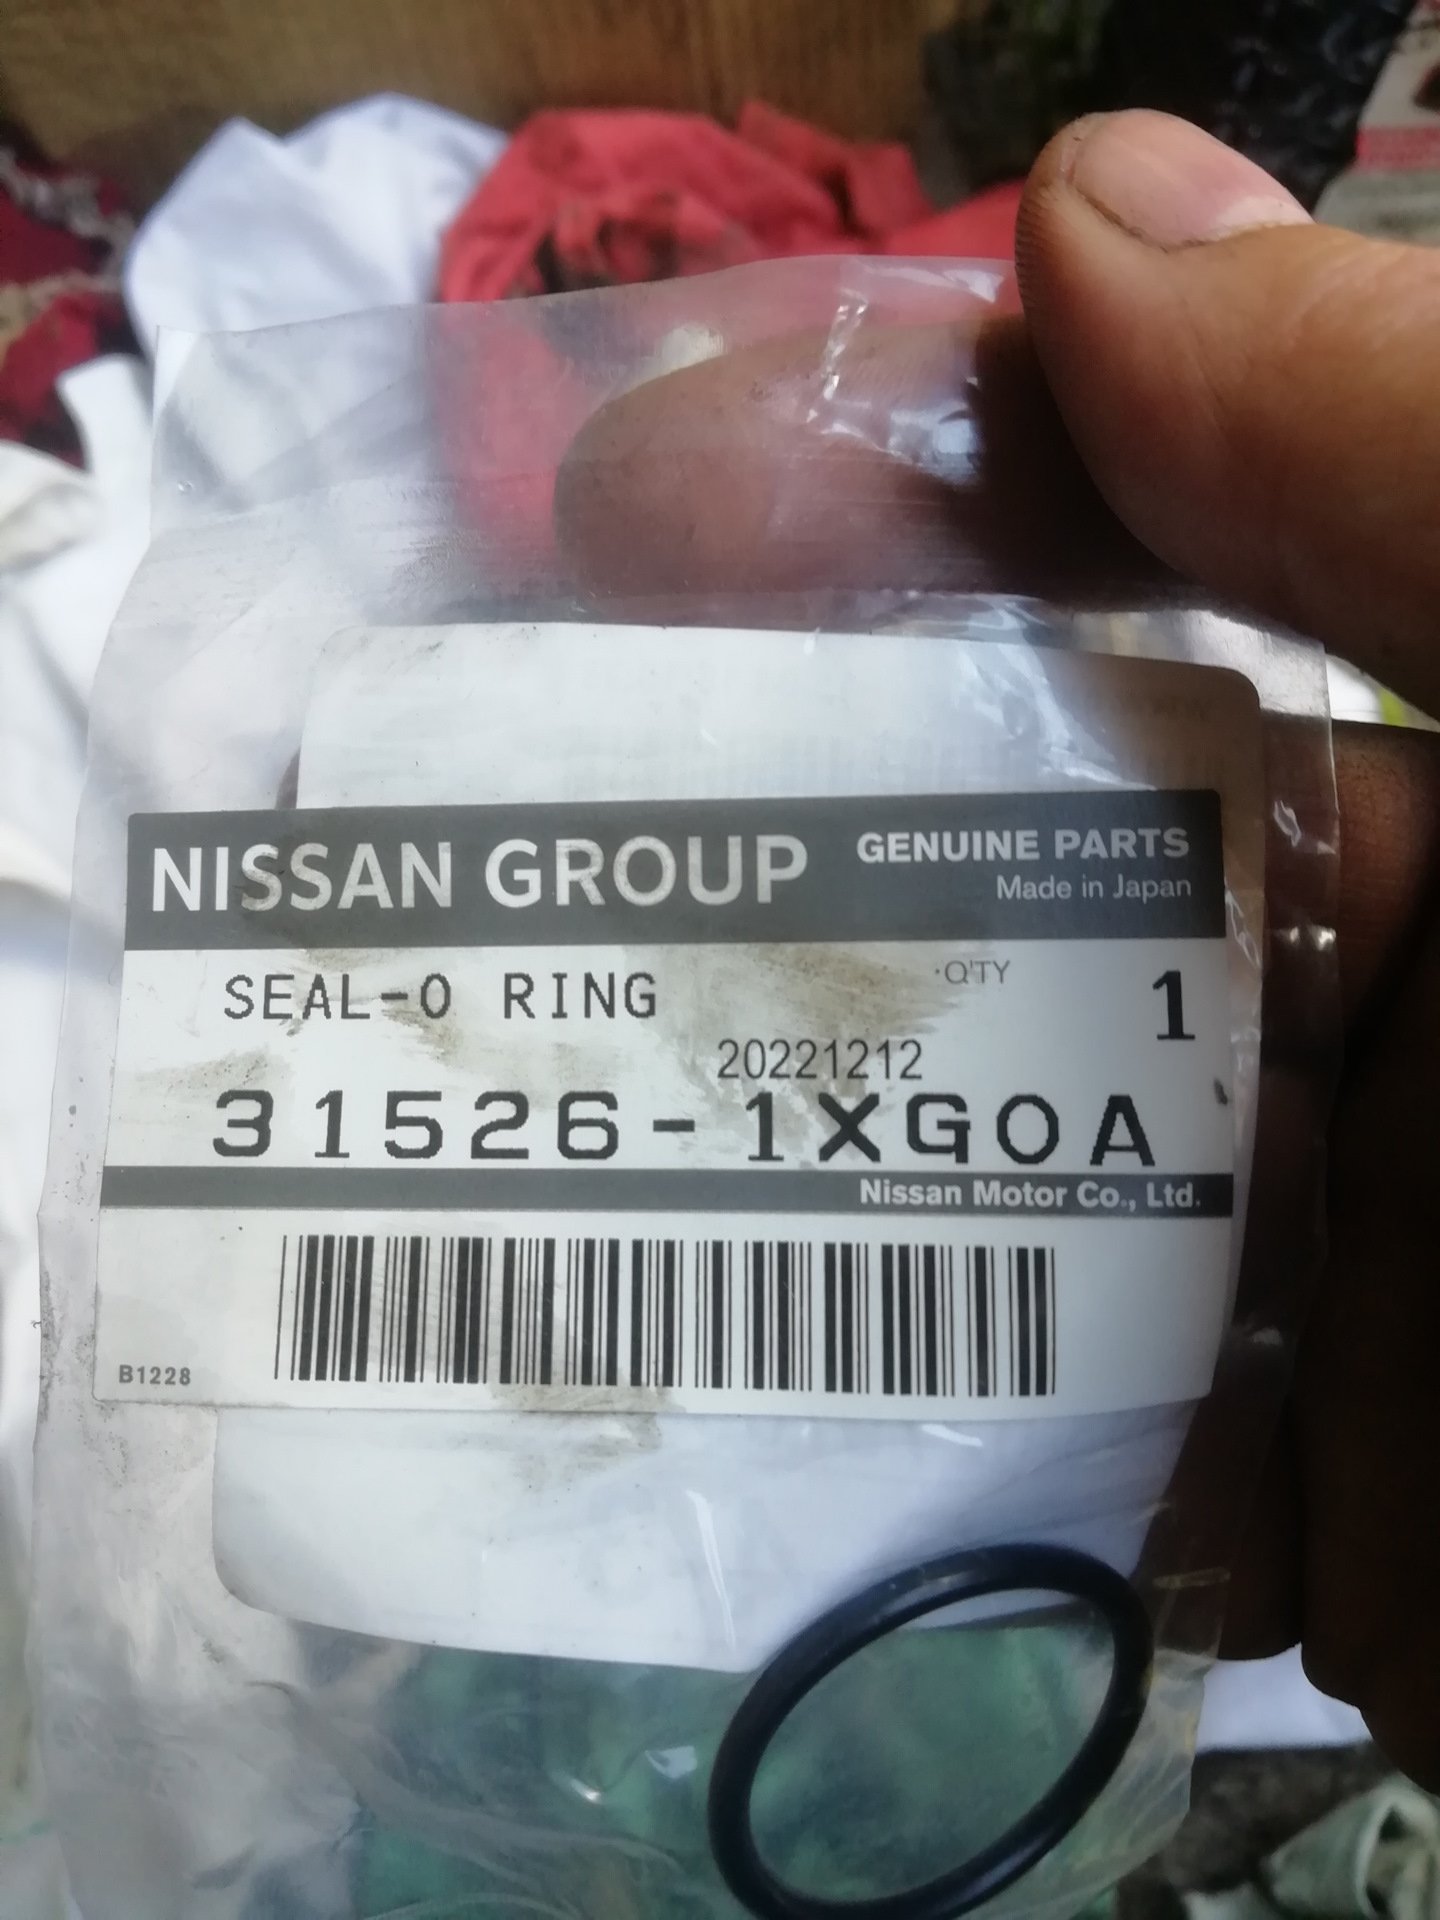 NISSAN GROUP GENUINE PARTS
Made in Japan
SEAL-O RING ·Q'TY 1
20221212
31526-1XG0A
Nissan Motor Co., Ltd.
B1228